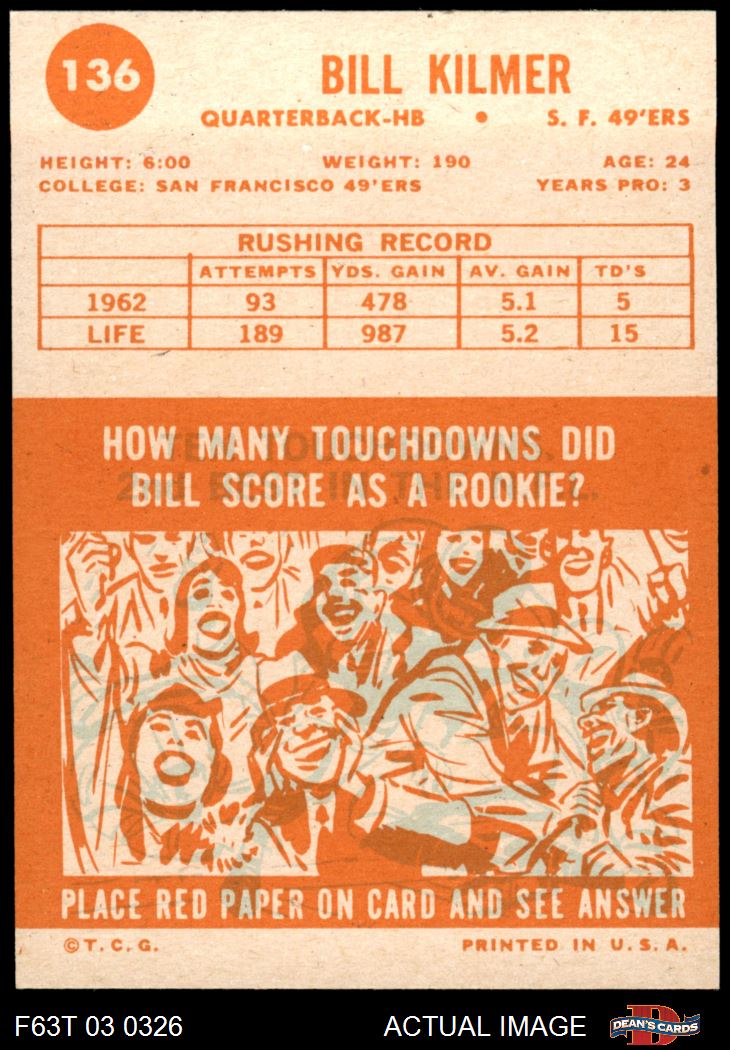 136
BILL KILMER
QUARTERBACK-HB • S. F. 49'ERS
HEIGHT: 6:00 WEIGHT: 190 AGE: 24
COLLEGE: SAN FRANCISCO 49'ERS YEARS PRO: 3
RUSHING RECORD
ATTEMPTS YDS. GAIN AV. GAIN TD'S
1962 93 478 5.1 5
LIFE 189 987 5.2 15
HOW MANY TOUCHDOWNS DID
BILL SCORE AS A ROOKIE?
TEN TOUCHDOWNS.
PLACE RED PAPER ON CARD AND SEE ANSWER
©T.C.G. PRINTED IN U.S.A.
F63T 03 0326 ACTUAL IMAGE
D
DEAN'S CARDS